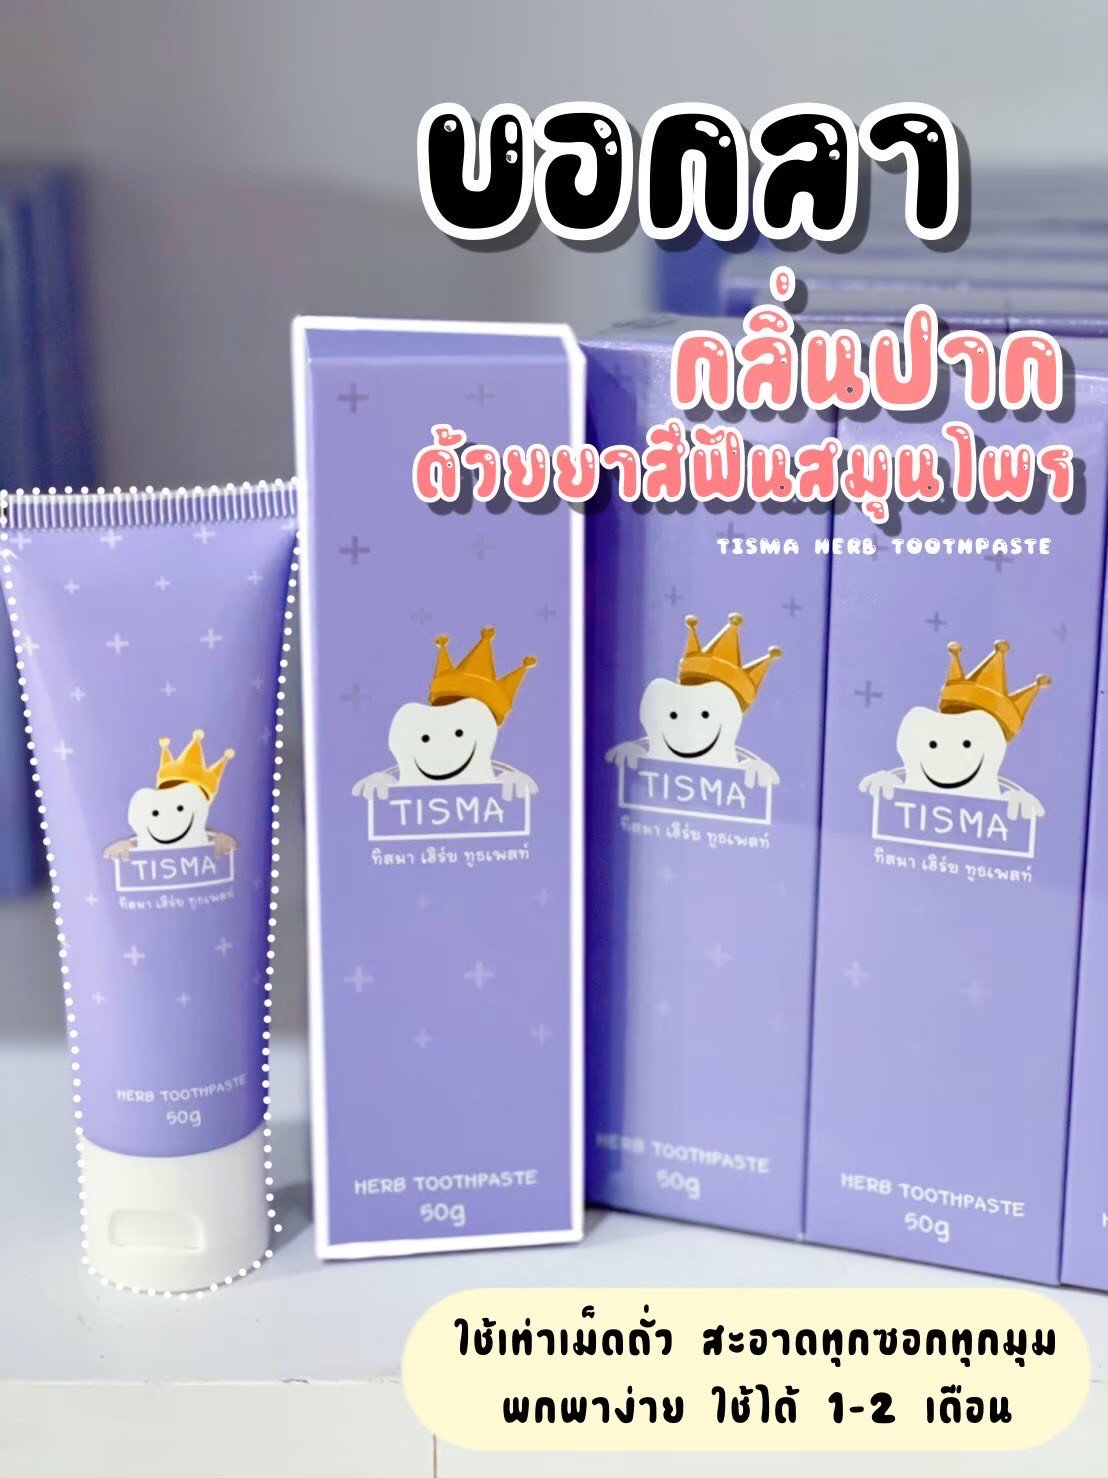 บอกลา
กลิ่นปาก
ด้วยยาสีฟันสมุนไพร
TISMA HERB TOOTHPASTE
TISMA
ทิสมา เฮิร์บ ทูธเพสท์
HERB TOOTHPASTE
50g
TISMA
ทิสมา เฮิร์บ ทูธเพสท์
HERB TOOTHPASTE
50g
TISMA
ทิสมา เฮิร์บ ทูธเพสท์
HERB TOOTHPASTE
50g
TISMA
ทิสมา เฮิร์บ ทูธเพสท์
HERB TOOTHPASTE
50g
ใช้เท่าเม็ดถั่ว สะอาดทุกซอกทุกมุม
พกพาง่าย ใช้ได้ 1-2 เดือน